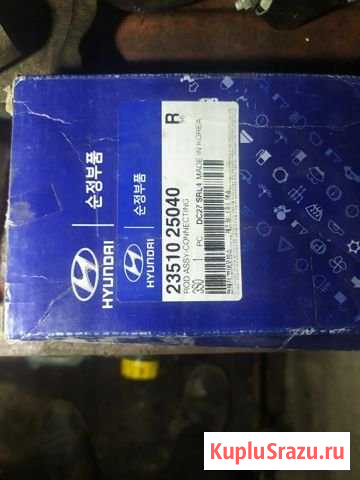 HYUNDAI
순정부품
HYUNDAI
순정부품
R
23510 25040
ROD ASSY-CONNECTING
1 PC DC27 SRL4 MADE IN KOREA
KupluSrazu.ru